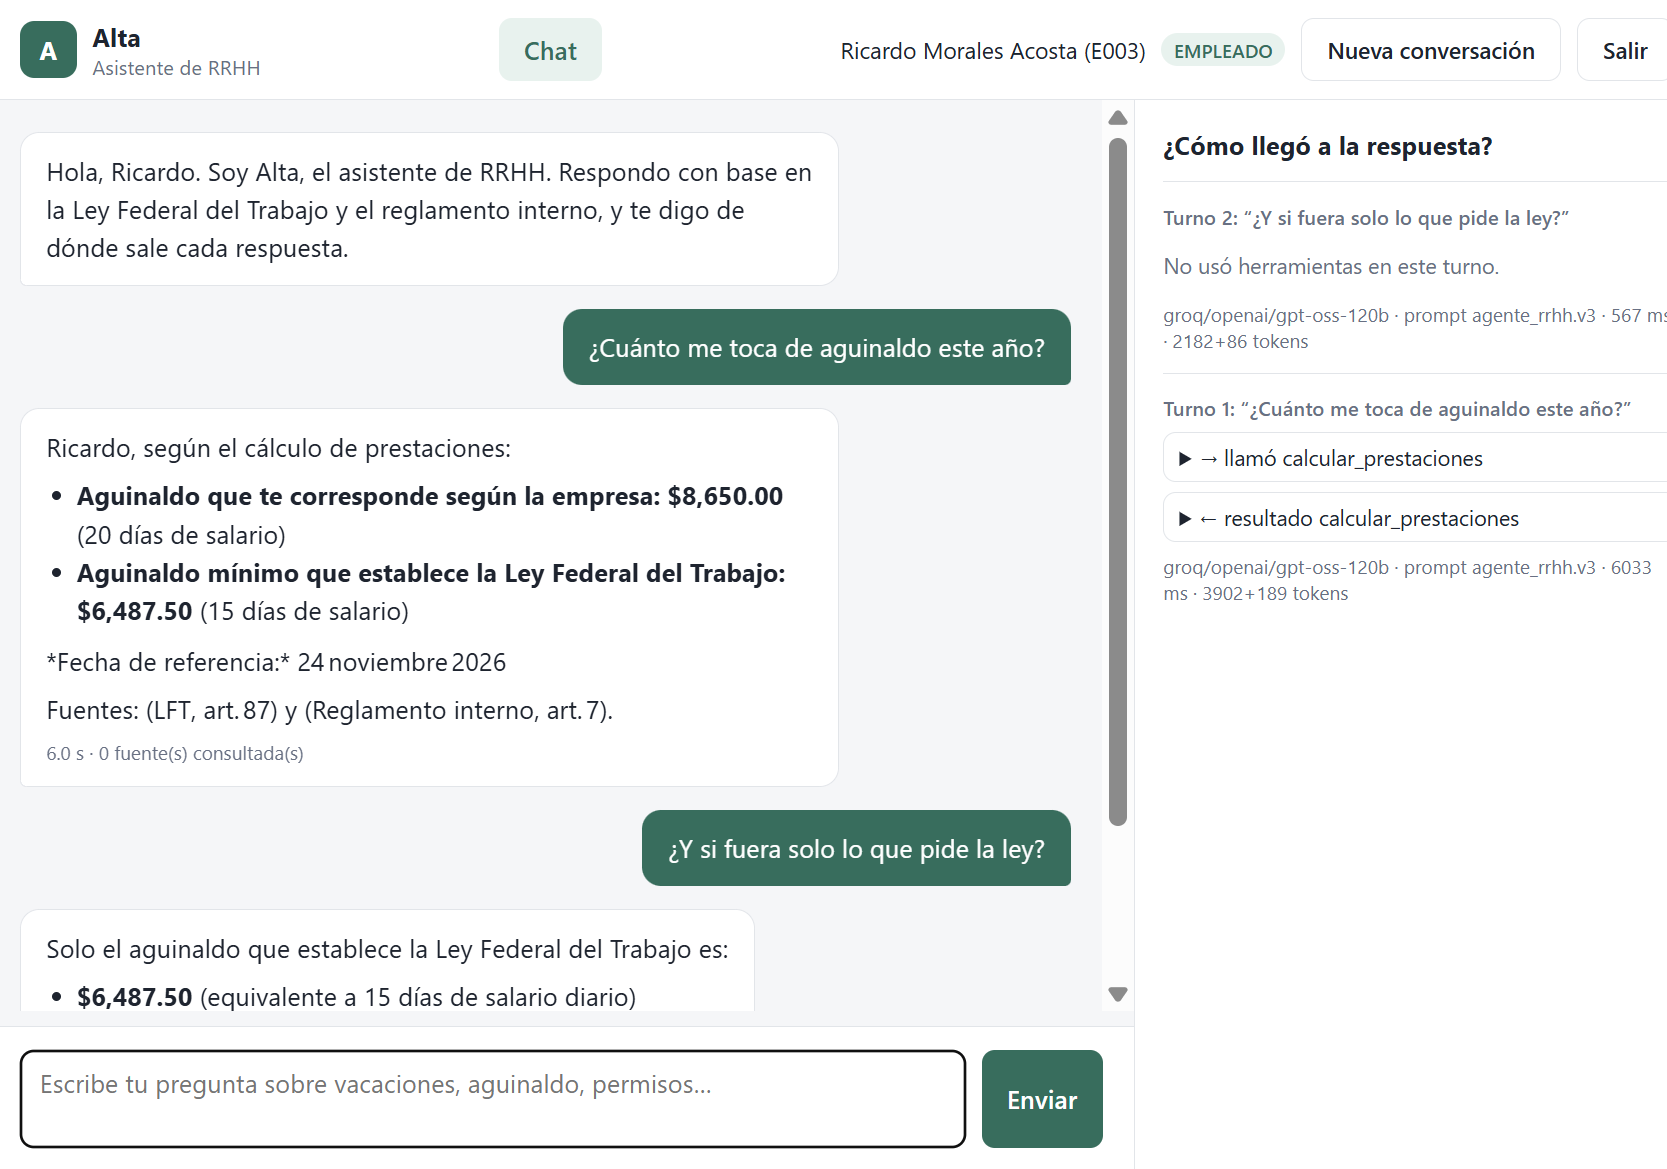 A
Alta
Asistente de RRHH
Chat
Ricardo Morales Acosta (E003)
EMPLEADO
Nueva conversación
Salir
Hola, Ricardo. Soy Alta, el asistente de RRHH. Respondo con base en
la Ley Federal del Trabajo y el reglamento interno, y te digo de
dónde sale cada respuesta.
¿Cuánto me toca de aguinaldo este año?
Ricardo, según el cálculo de prestaciones:
• Aguinaldo que te corresponde según la empresa: $8,650.00
(20 días de salario)
• Aguinaldo mínimo que establece la Ley Federal del Trabajo:
$6,487.50 (15 días de salario)
*Fecha de referencia:* 24 noviembre 2026
Fuentes: (LFT, art. 87) y (Reglamento interno, art. 7).
6.0 s · 0 fuente(s) consultada(s)
¿Y si fuera solo lo que pide la ley?
Solo el aguinaldo que establece la Ley Federal del Trabajo es:
• $6,487.50 (equivalente a 15 días de salario diario)
Escribe tu pregunta sobre vacaciones, aguinaldo, permisos...
Enviar
¿Cómo llegó a la respuesta?
Turno 2: “¿Y si fuera solo lo que pide la ley?”
No usó herramientas en este turno.
groq/openai/gpt-oss-120b · prompt agente_rrhh.v3 · 567 ms
· 2182+86 tokens
Turno 1: “¿Cuánto me toca de aguinaldo este año?”
▶ → llamó calcular_prestaciones
▶ ← resultado calcular_prestaciones
groq/openai/gpt-oss-120b · prompt agente_rrhh.v3 · 6033
ms · 3902+189 tokens